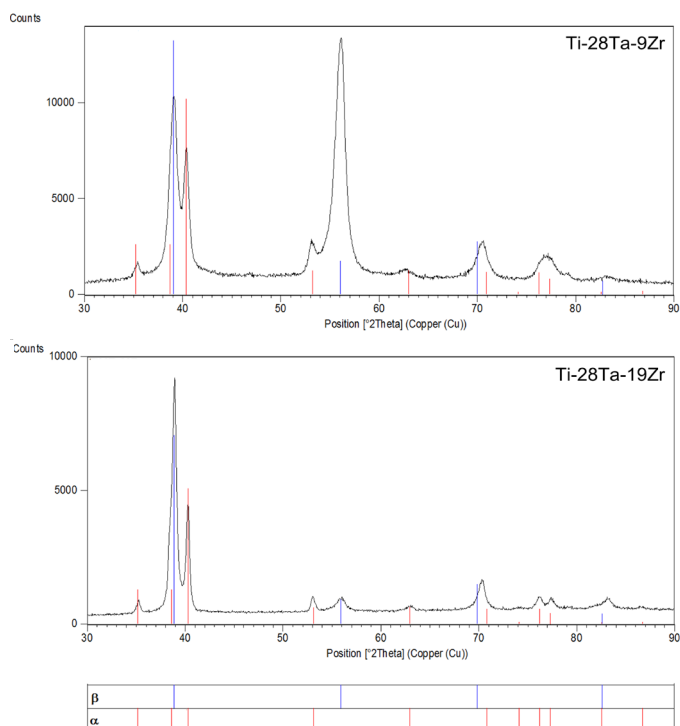 Counts
Ti-28Ta-9Zr
10000
5000
0
30 40 50 60 70 80 90
Position [°2Theta] (Copper (Cu))
Counts
Ti-28Ta-19Zr
10000
5000
0
30 40 50 60 70 80 90
Position [°2Theta] (Copper (Cu))
β
α